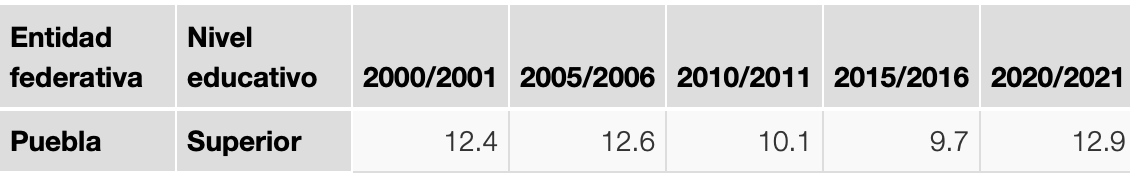 Entidad federativa Nivel educativo 2000/2001 2005/2006 2010/2011 2015/2016 2020/2021
Puebla Superior 12.4 12.6 10.1 9.7 12.9